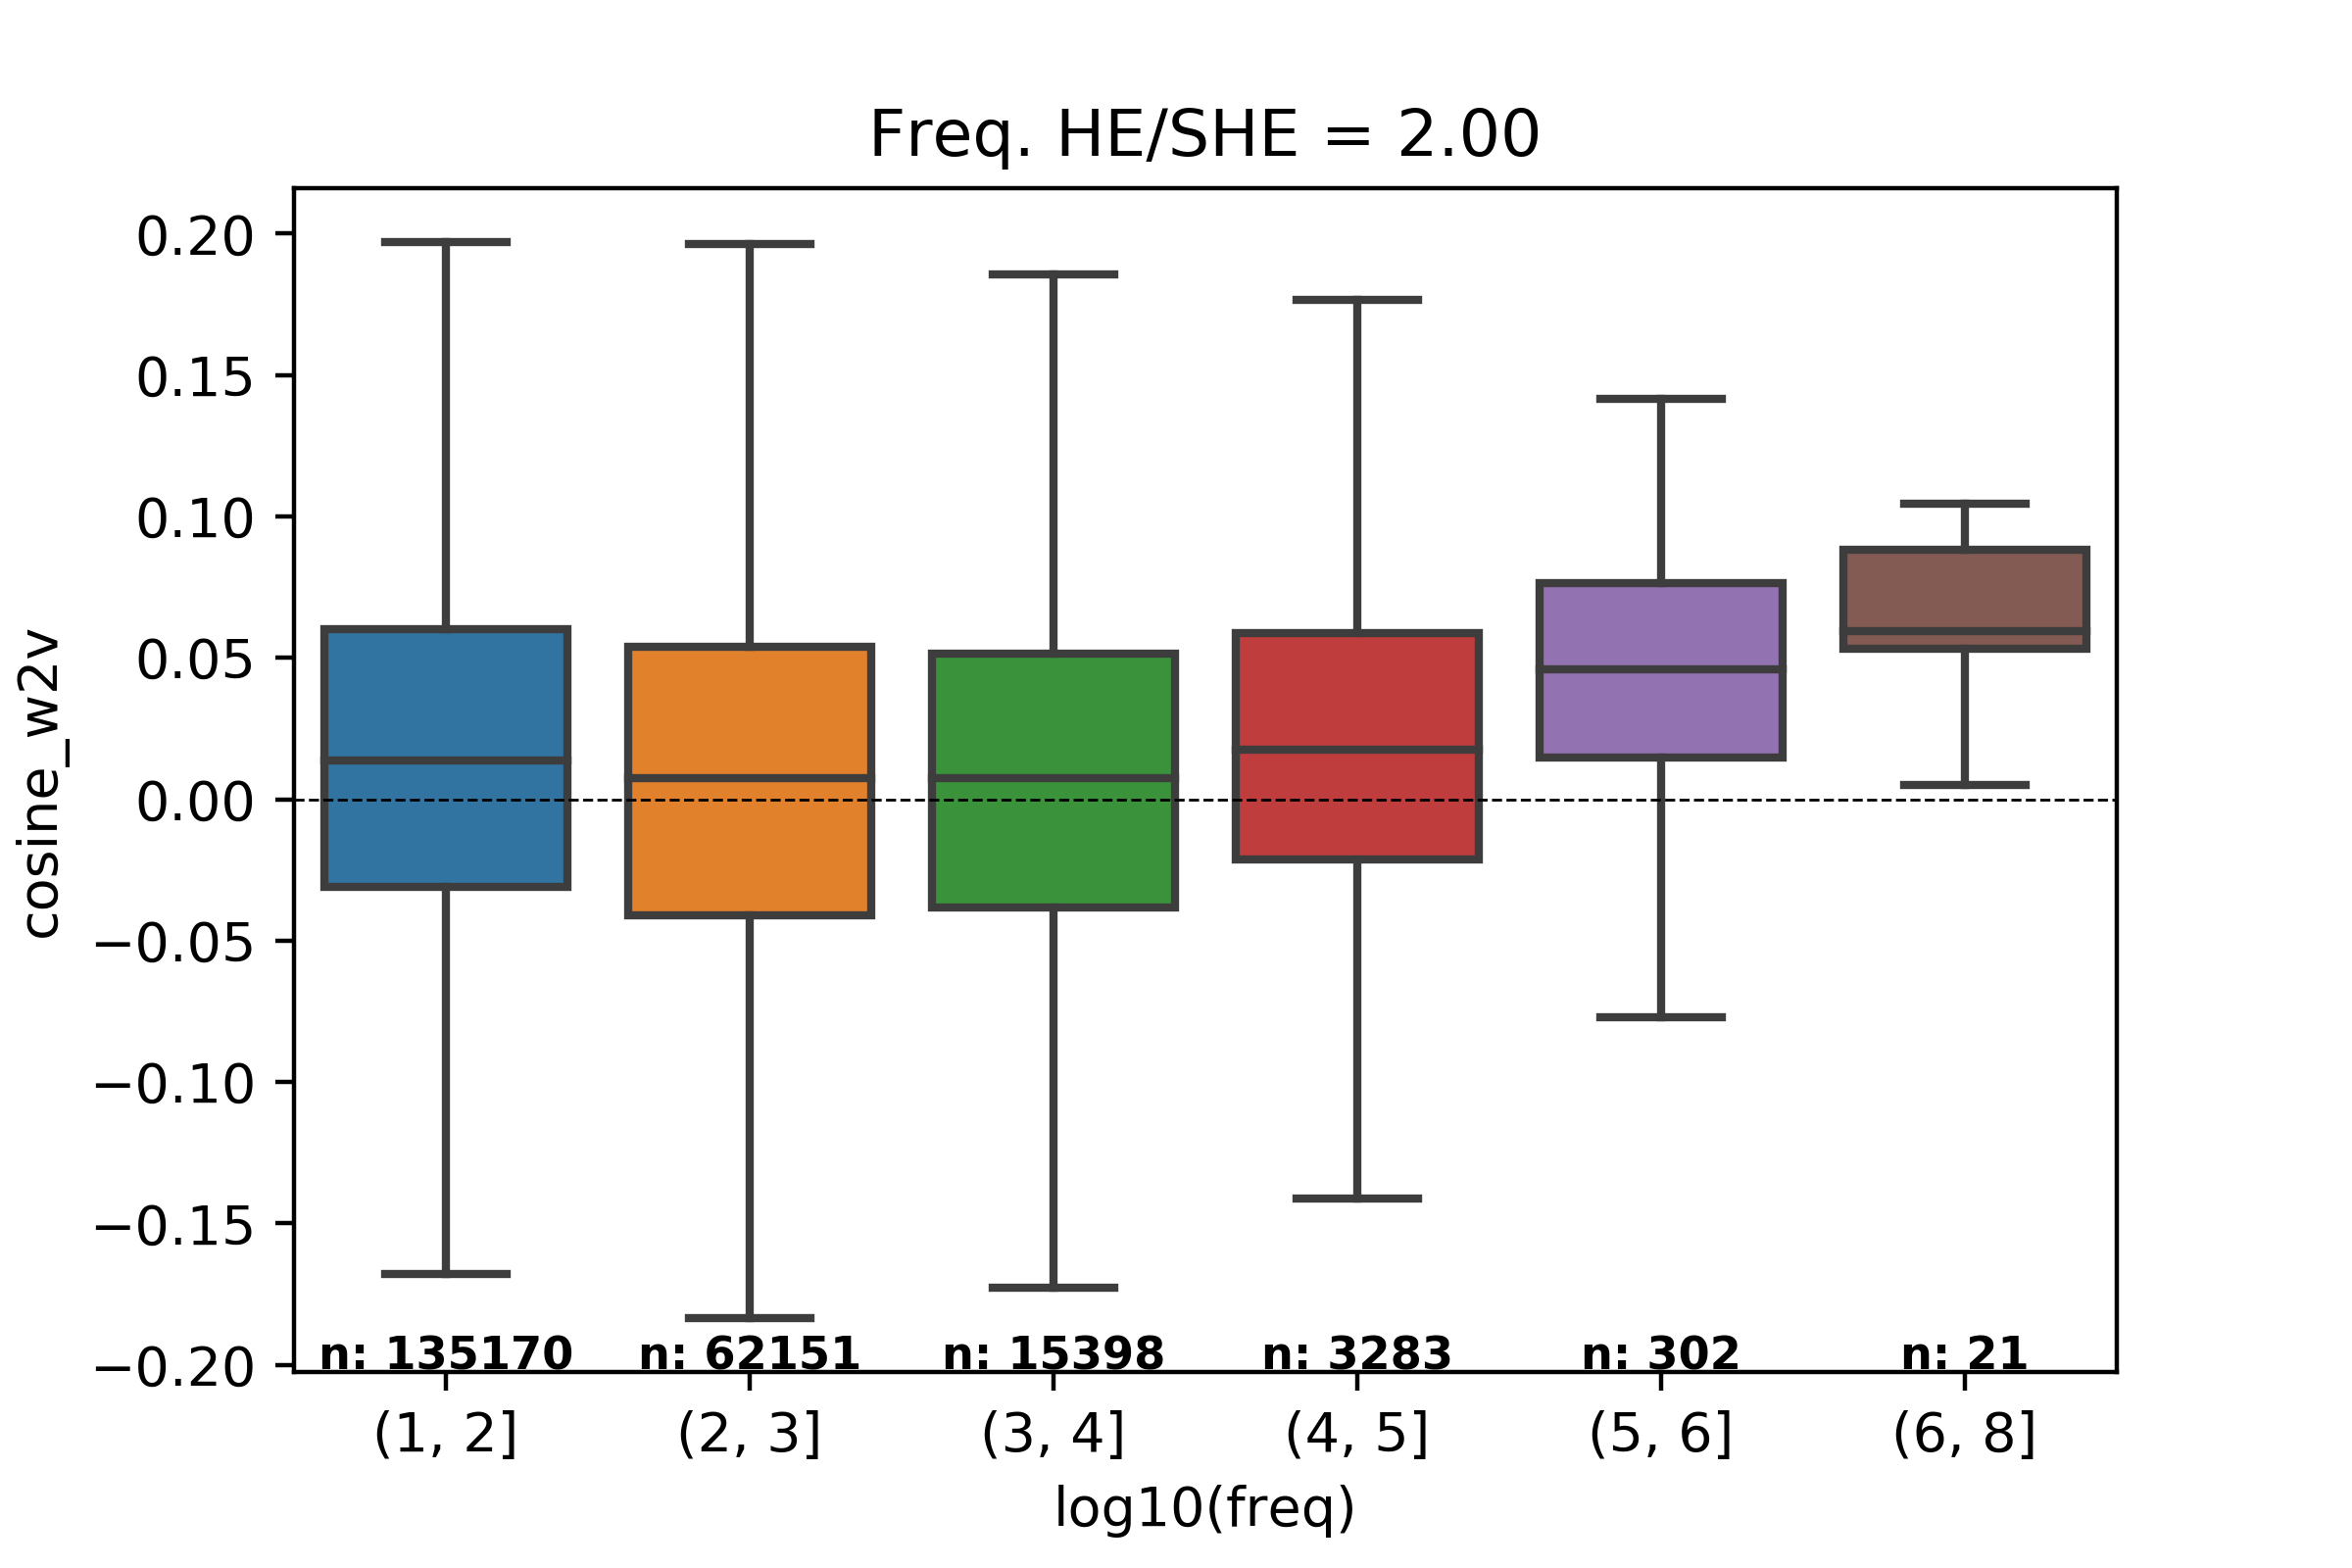 Freq. HE/SHE = 2.00
cosine_w2v
0.20
0.15
0.10
0.05
0.00
−0.05
−0.10
−0.15
−0.20
n: 135170 n: 62151 n: 15398 n: 3283 n: 302 n: 21
(1, 2] (2, 3] (3, 4] (4, 5] (5, 6] (6, 8]
log10(freq)